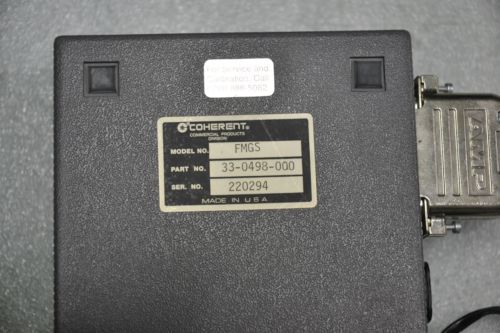 For Service and
Calibration, Call
COHERENT®
COMMERCIAL PRODUCTS
DIVISION
MODEL NO. FMGS
PART NO. 33-0498-000
SER. NO. 220294
MADE IN U S A
AMP